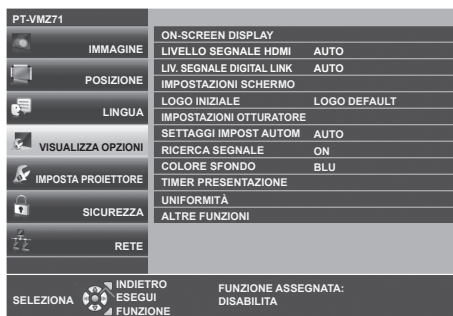 PT-VMZ71
IMMAGINE
POSIZIONE
LINGUA
VISUALIZZA OPZIONI
IMPOSTA PROIETTORE
SICUREZZA
RETE
ON-SCREEN DISPLAY
LIVELLO SEGNALE HDMI AUTO
LIV. SEGNALE DIGITAL LINK AUTO
IMPOSTAZIONI SCHERMO
LOGO INIZIALE LOGO DEFAULT
IMPOSTAZIONI OTTURATORE
SETTAGGI IMPOST AUTOM AUTO
RICERCA SEGNALE ON
COLORE SFONDO BLU
TIMER PRESENTAZIONE
UNIFORMITÀ
ALTRE FUNZIONI
SELEZIONA
INDIETRO
ESEGUI
FUNZIONE
FUNZIONE ASSEGNATA:
DISABILITA